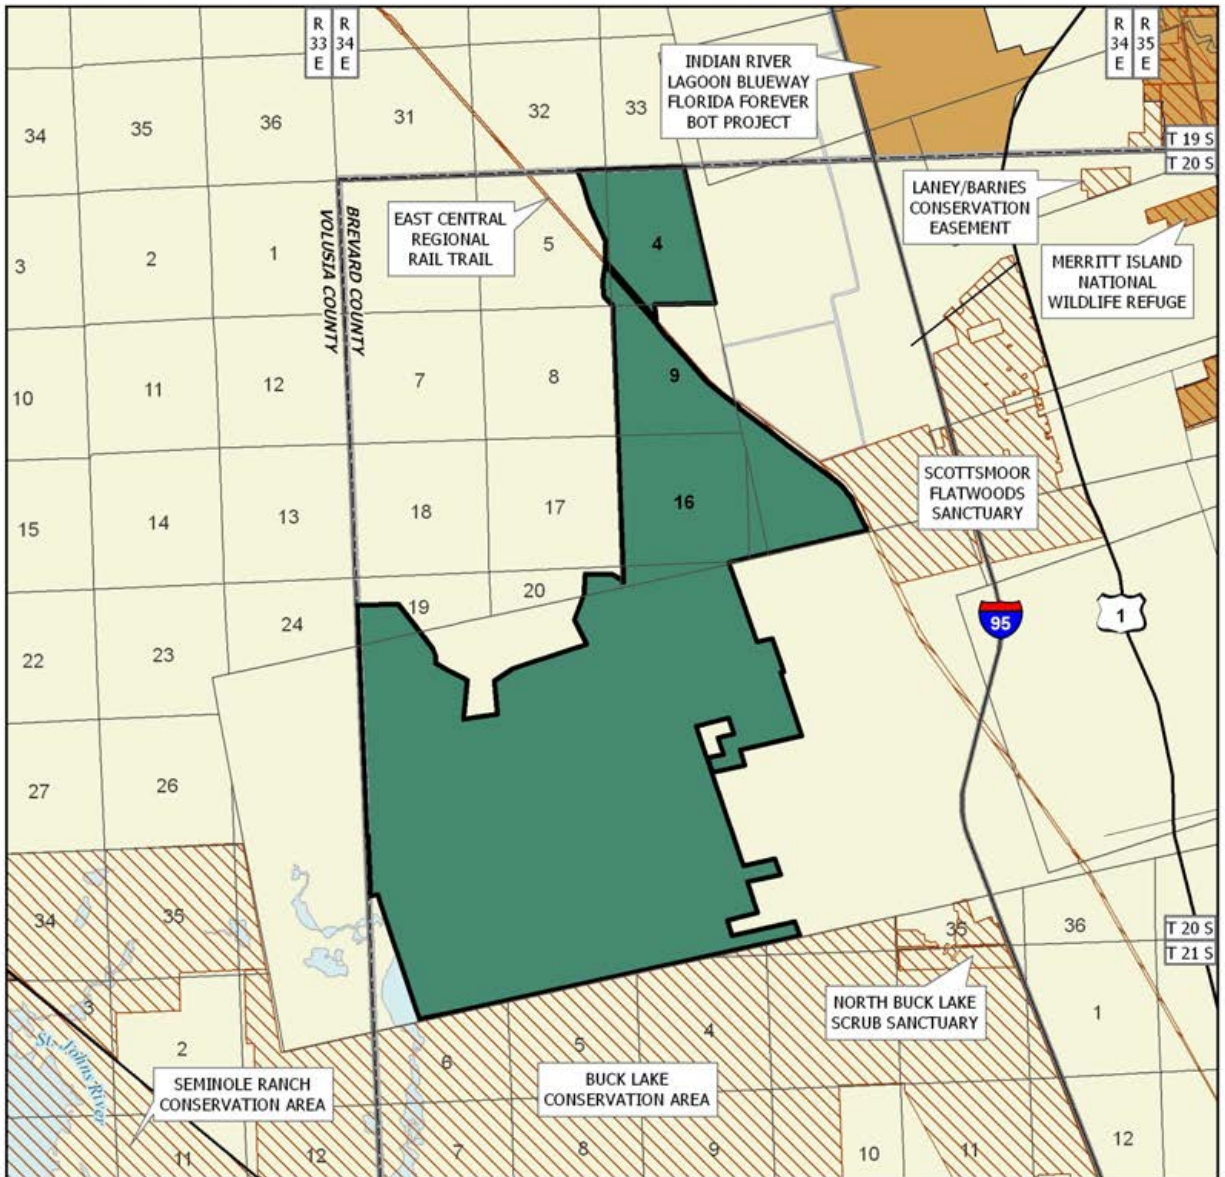 R
33
E
R
34
E
R
34
E
R
35
E
INDIAN RIVER
LAGOON BLUEWAY
FLORIDA FOREVER
BOT PROJECT
34
35
36
31
32
33
T 19 S
T 20 S
LANEY/BARNES
CONSERVATION
EASEMENT
EAST CENTRAL
REGIONAL
RAIL TRAIL
BREVARD COUNTY
VOLUSIA COUNTY
3
2
1
5
4
MERRITT ISLAND
NATIONAL
WILDLIFE REFUGE
10
11
12
7
8
9
SCOTTSMOOR
FLATWOODS
SANCTUARY
15
14
13
18
17
16
22
23
24
19
20
95
1
27
26
34
35
35
36
T 20 S
T 21 S
3
2
6
5
4
1
NORTH BUCK LAKE
SCRUB SANCTUARY
St. Johns River
SEMINOLE RANCH
CONSERVATION AREA
BUCK LAKE
CONSERVATION AREA
11
12
7
8
9
10
11
12